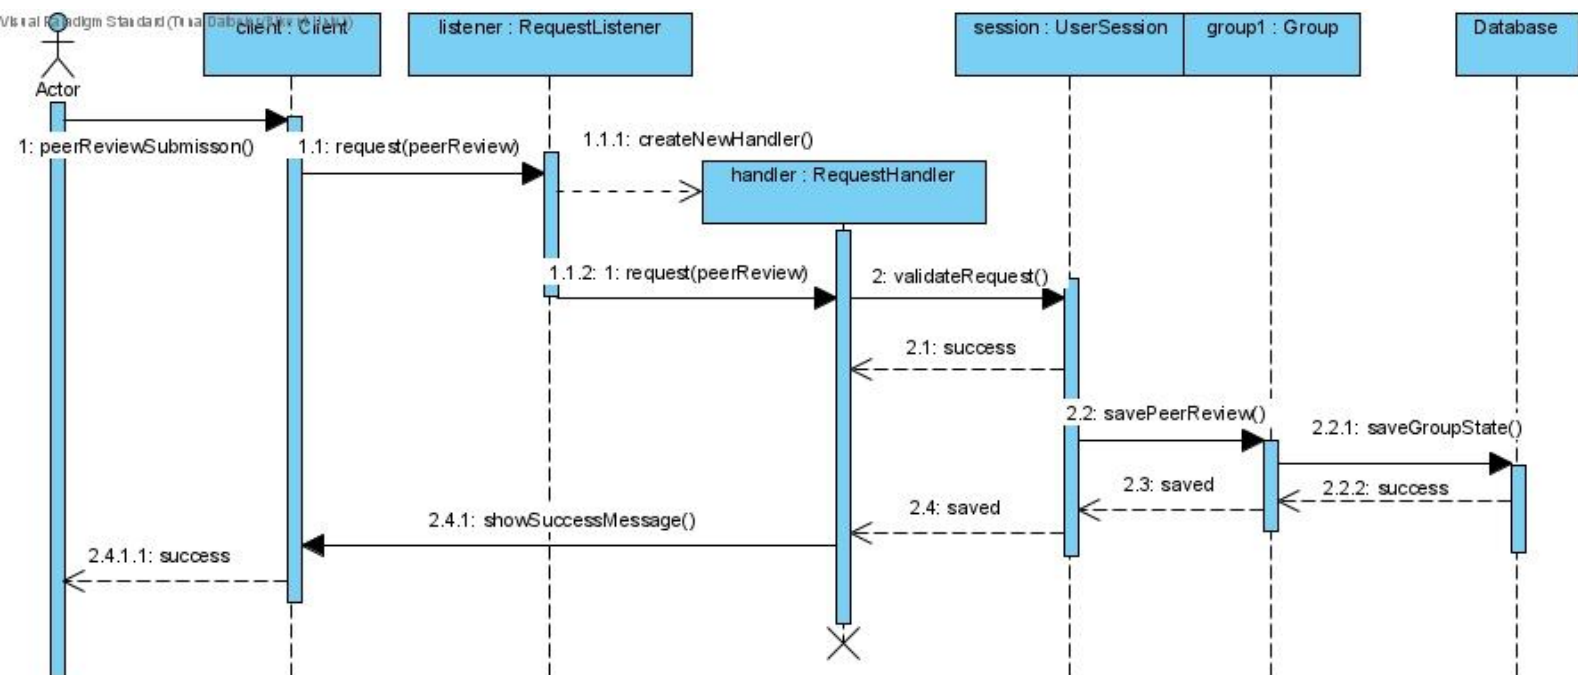 Visual Paradigm Standard
client : Client
listener : RequestListener
session : UserSession
group1 : Group
Database
Actor
1: peerReviewSubmisson()
1.1: request(peerReview)
1.1.1: createNewHandler()
handler : RequestHandler
1.1.2: 1: request(peerReview)
2: validateRequest()
2.1: success
2.2: savePeerReview()
2.2.1: saveGroupState()
2.3: saved
2.2.2: success
2.4: saved
2.4.1: showSuccessMessage()
2.4.1.1: success